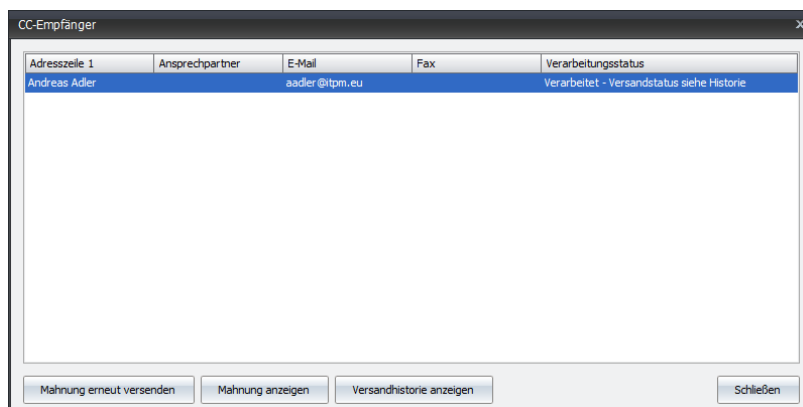 CC-Empfänger
Adresszeile 1 Ansprechpartner E-Mail Fax Verarbeitungsstatus
Andreas Adler aadler@itpm.eu Verarbeitet - Versandstatus siehe Historie
Mahnung erneut versenden Mahnung anzeigen Versandhistorie anzeigen Schließen